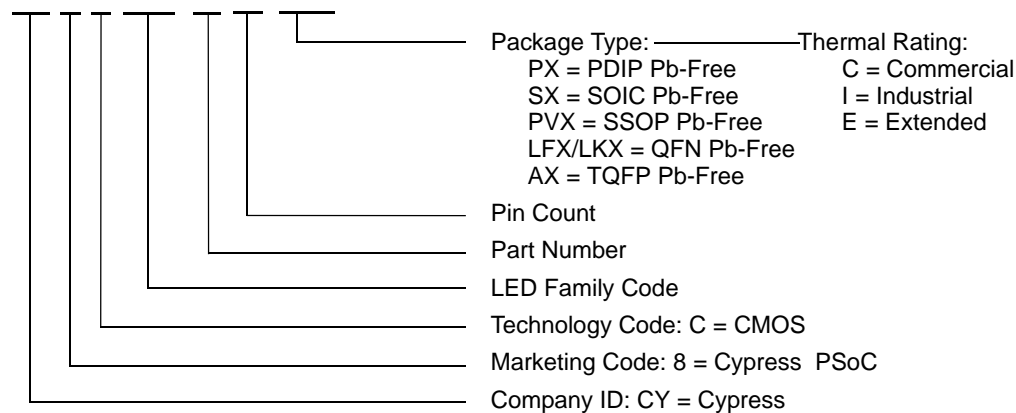 Package Type: Thermal Rating:
PX = PDIP Pb-Free C = Commercial
SX = SOIC Pb-Free I = Industrial
PVX = SSOP Pb-Free E = Extended
LFX/LKX = QFN Pb-Free
AX = TQFP Pb-Free
Pin Count
Part Number
LED Family Code
Technology Code: C = CMOS
Marketing Code: 8 = Cypress PSoC
Company ID: CY = Cypress